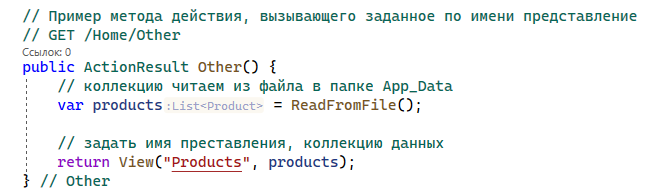 // Пример метода действия, вызывающего заданное по имени представление
// GET /Home/Other
Ссылок: 0
public ActionResult Other() {
// коллекцию читаем из файла в папке App_Data
var products :List<Product> = ReadFromFile();
// задать имя преставления, коллекцию данных
return View("Products", products);
} // Other